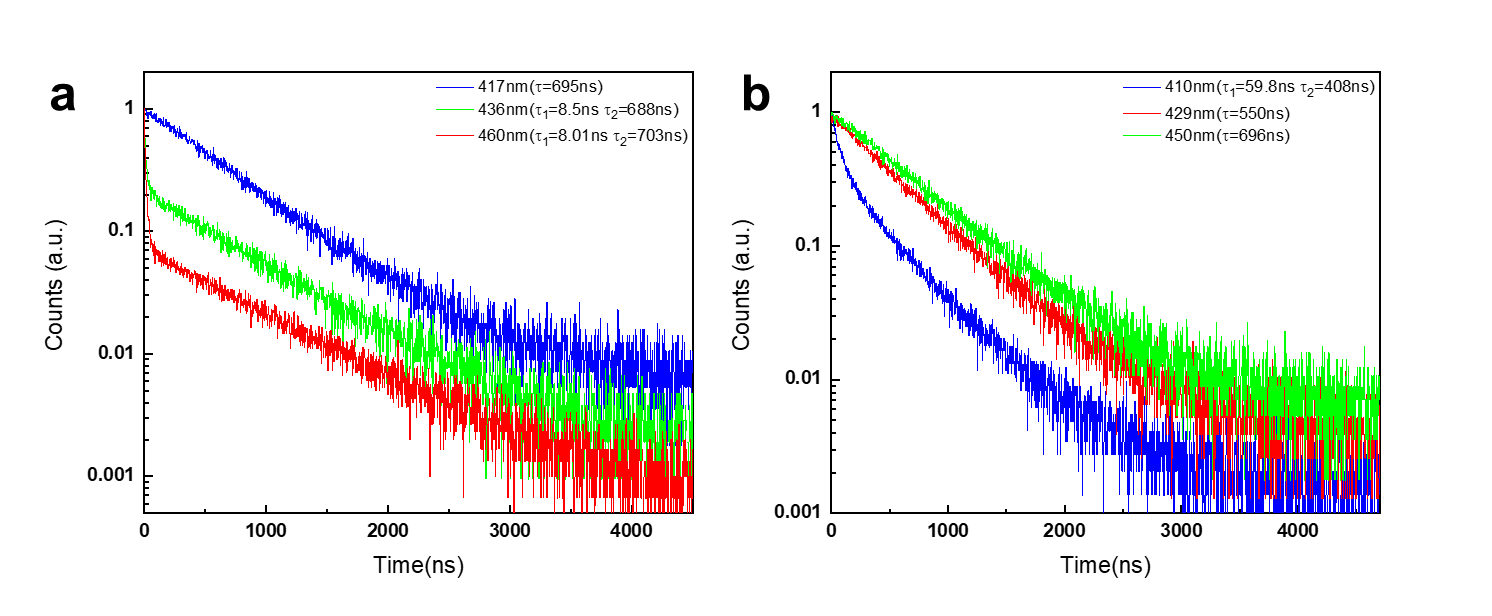 a
417nm(τ=695ns)
436nm(τ1=8.5ns τ2=688ns)
460nm(τ1=8.01ns τ2=703ns)
1
0.1
0.01
0.001
Counts (a.u.)
0 1000 2000 3000 4000
Time(ns)
b
410nm(τ1=59.8ns τ2=408ns)
429nm(τ=550ns)
450nm(τ=696ns)
1
0.1
0.01
0.001
Counts (a.u.)
0 1000 2000 3000 4000
Time(ns)